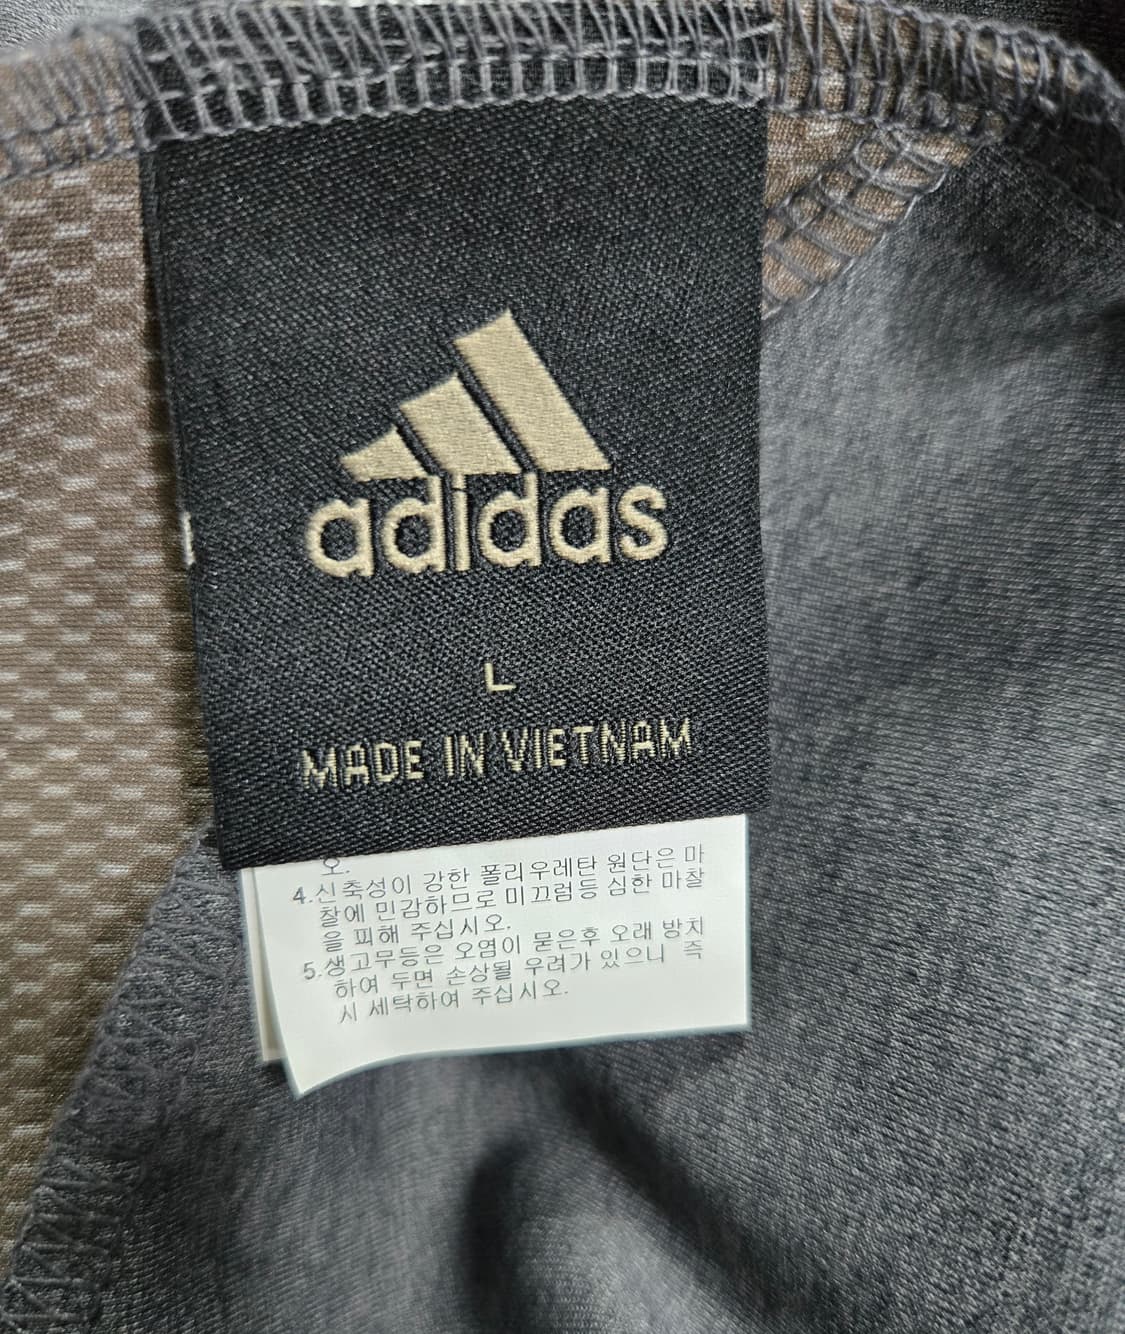 adidas
L
MADE IN VIETNAM
오.
4.신축성이 강한 폴리우레탄 원단은 마
찰에 민감하므로 미끄럼등 심한 마찰
을 피해 주십시오.
5.생고무등은 오염이 묻은후 오래 방치
하여 두면 손상될 우려가 있으니 즉
시 세탁하여 주십시오.